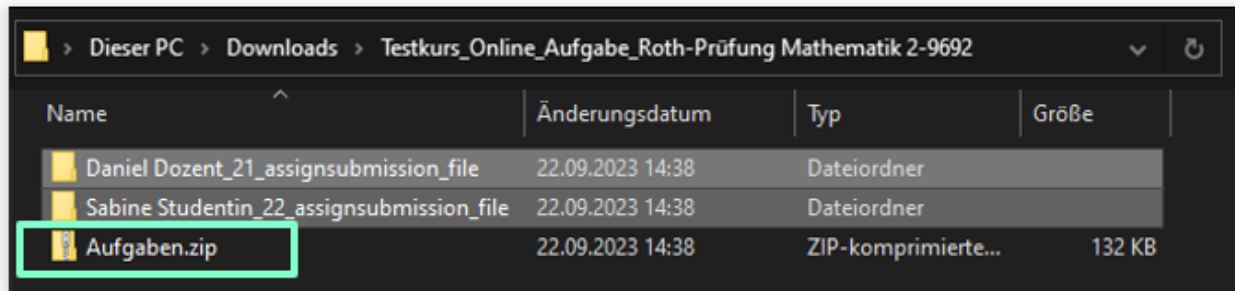 Dieser PC > Downloads > Testkurs_Online_Aufgabe_Roth-Prüfung Mathematik 2-9692
Name Änderungsdatum Typ Größe
Daniel Dozent_21_assignsubmission_file 22.09.2023 14:38 Dateiordner
Sabine Studentin_22_assignsubmission_file 22.09.2023 14:38 Dateiordner
Aufgaben.zip 22.09.2023 14:38 ZIP-komprimierte... 132 KB